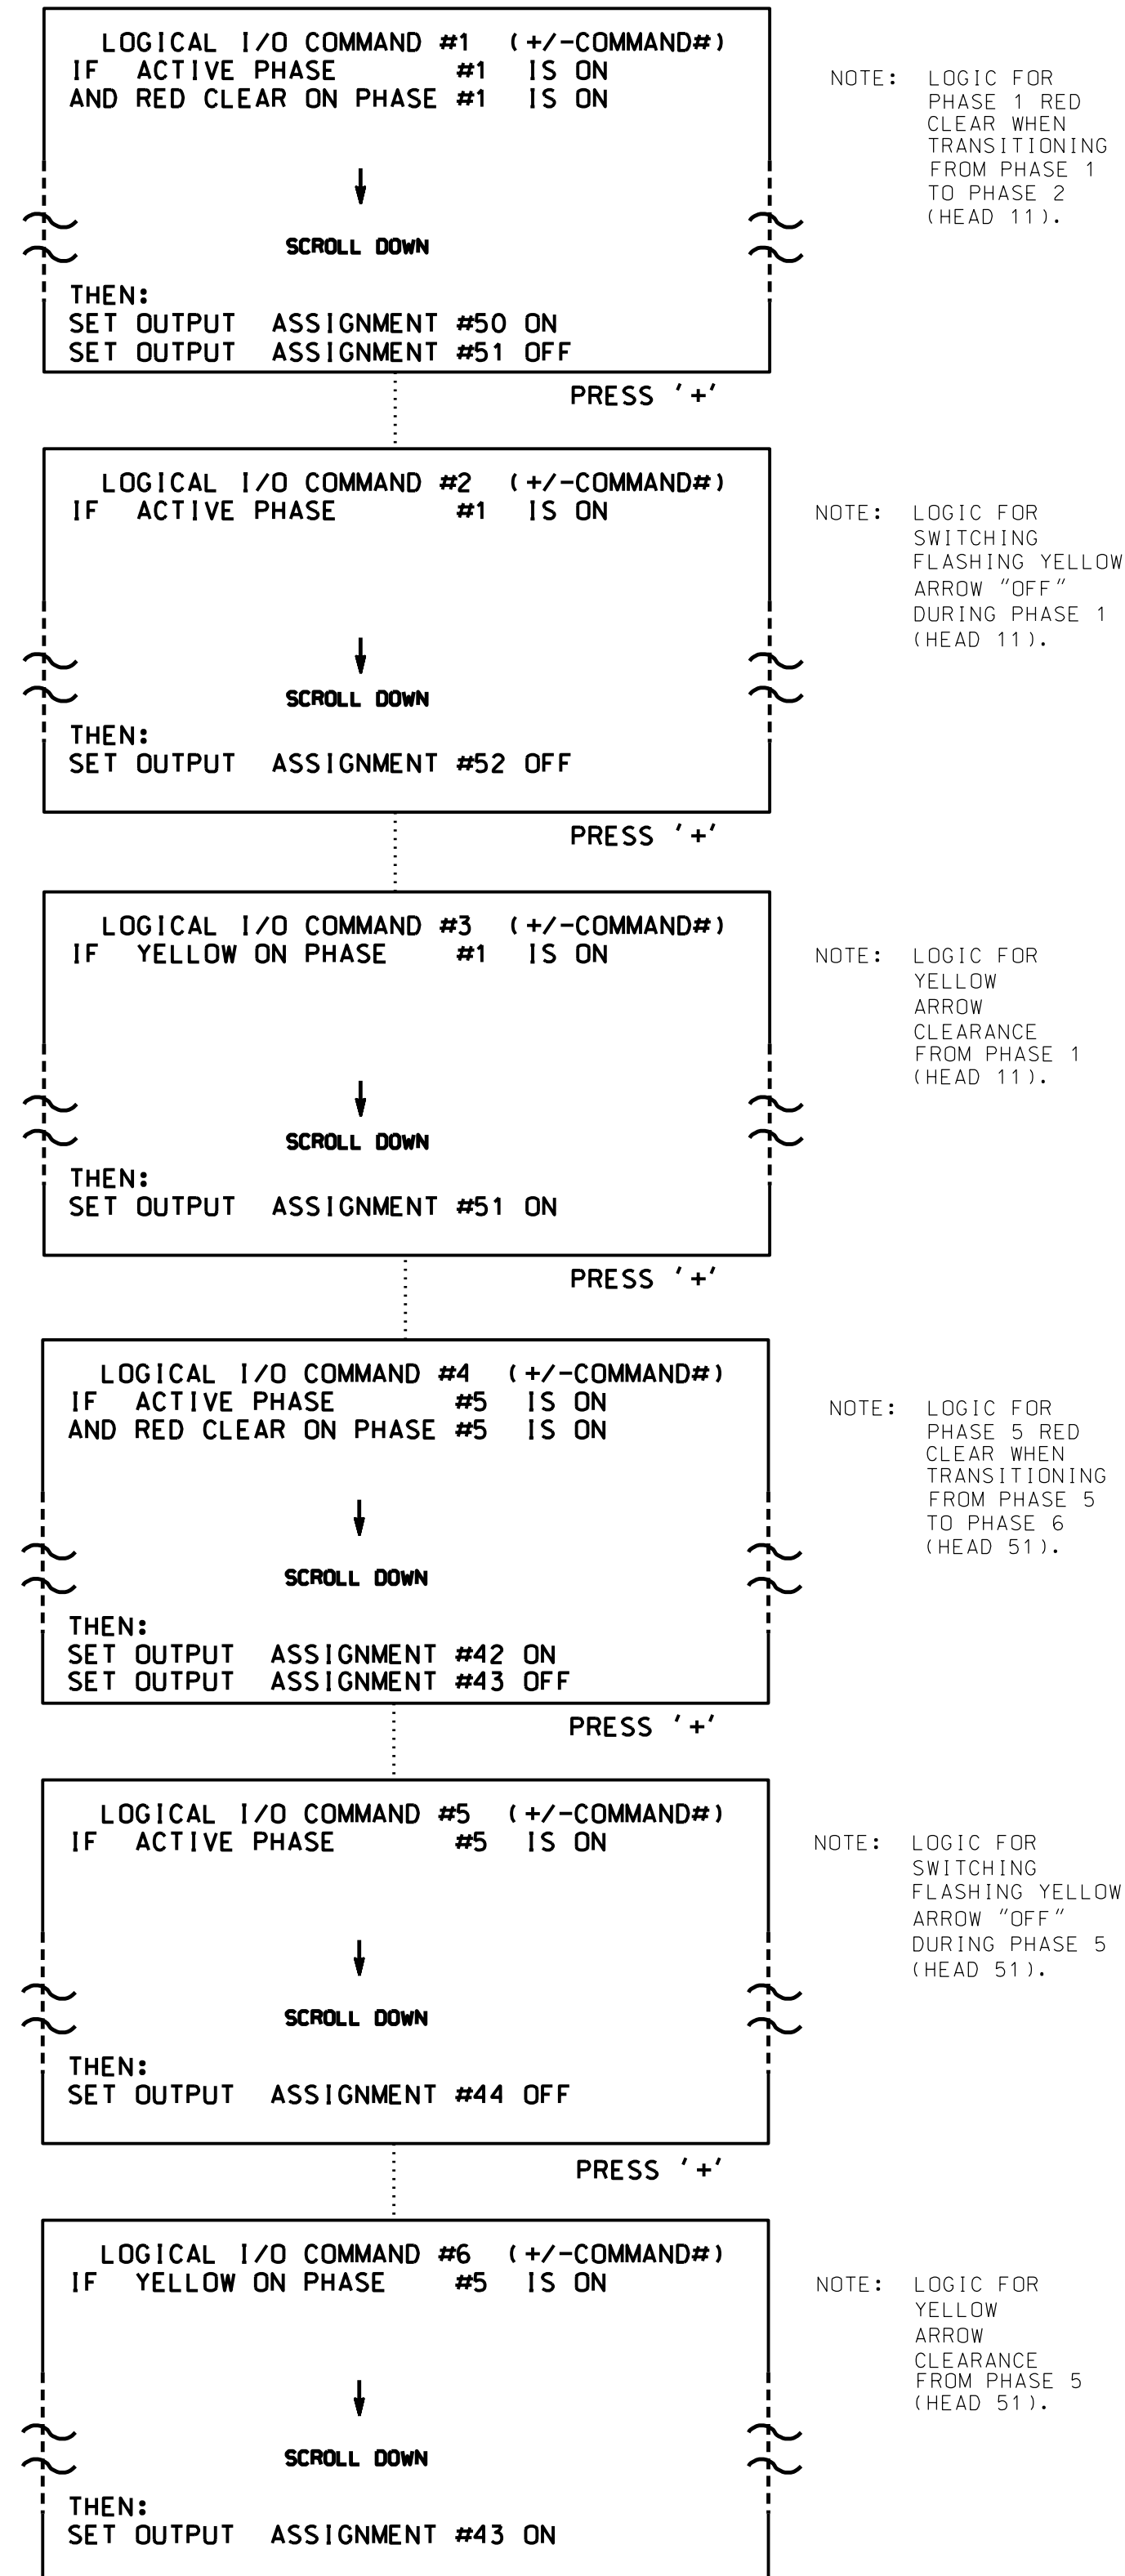 LOGICAL I/O COMMAND #1 (+/-COMMAND#)
IF ACTIVE PHASE #1 IS ON
AND RED CLEAR ON PHASE #1 IS ON
SCROLL DOWN
THEN:
SET OUTPUT ASSIGNMENT #50 ON
SET OUTPUT ASSIGNMENT #51 OFF
NOTE: LOGIC FOR
PHASE 1 RED
CLEAR WHEN
TRANSITIONING
FROM PHASE 1
TO PHASE 2
(HEAD 11).
PRESS '+'
LOGICAL I/O COMMAND #2 (+/-COMMAND#)
IF ACTIVE PHASE #1 IS ON
SCROLL DOWN
THEN:
SET OUTPUT ASSIGNMENT #52 OFF
NOTE: LOGIC FOR
SWITCHING
FLASHING YELLOW
ARROW "OFF"
DURING PHASE 1
(HEAD 11).
PRESS '+'
LOGICAL I/O COMMAND #3 (+/-COMMAND#)
IF YELLOW ON PHASE #1 IS ON
SCROLL DOWN
THEN:
SET OUTPUT ASSIGNMENT #51 ON
NOTE: LOGIC FOR
YELLOW
ARROW
CLEARANCE
FROM PHASE 1
(HEAD 11).
PRESS '+'
LOGICAL I/O COMMAND #4 (+/-COMMAND#)
IF ACTIVE PHASE #5 IS ON
AND RED CLEAR ON PHASE #5 IS ON
SCROLL DOWN
THEN:
SET OUTPUT ASSIGNMENT #42 ON
SET OUTPUT ASSIGNMENT #43 OFF
NOTE: LOGIC FOR
PHASE 5 RED
CLEAR WHEN
TRANSITIONING
FROM PHASE 5
TO PHASE 6
(HEAD 51).
PRESS '+'
LOGICAL I/O COMMAND #5 (+/-COMMAND#)
IF ACTIVE PHASE #5 IS ON
SCROLL DOWN
THEN:
SET OUTPUT ASSIGNMENT #44 OFF
NOTE: LOGIC FOR
SWITCHING
FLASHING YELLOW
ARROW "OFF"
DURING PHASE 5
(HEAD 51).
PRESS '+'
LOGICAL I/O COMMAND #6 (+/-COMMAND#)
IF YELLOW ON PHASE #5 IS ON
SCROLL DOWN
THEN:
SET OUTPUT ASSIGNMENT #43 ON
NOTE: LOGIC FOR
YELLOW
ARROW
CLEARANCE
FROM PHASE 5
(HEAD 51).